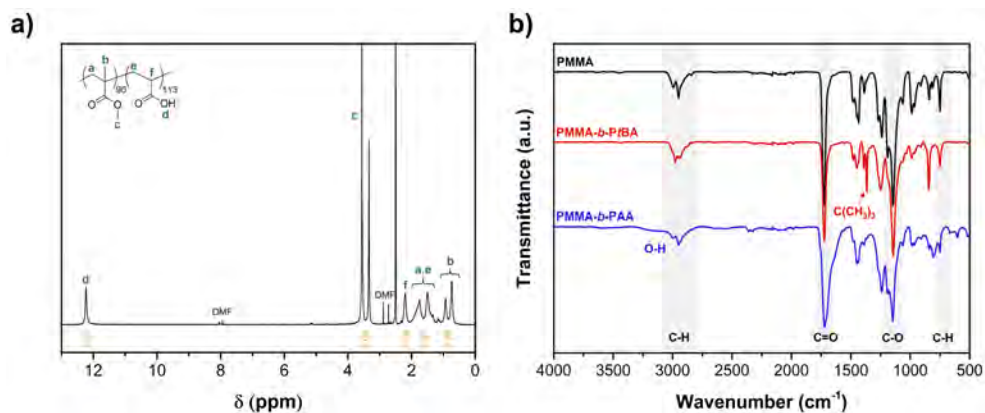 a)
b
e
a
f
90
113
O
O
O
OH
d
c
c
d
DMF
DMF
f
a,e
b
12
10
8
6
4
2
0
δ (ppm)
b)
PMMA
PMMA-b-PtBA
C(CH₃)₃
PMMA-b-PAA
O-H
C-H
C=O
C-O
C-H
4000
3500
3000
2500
2000
1500
1000
500
Wavenumber (cm⁻¹)
Transmittance (a.u.)